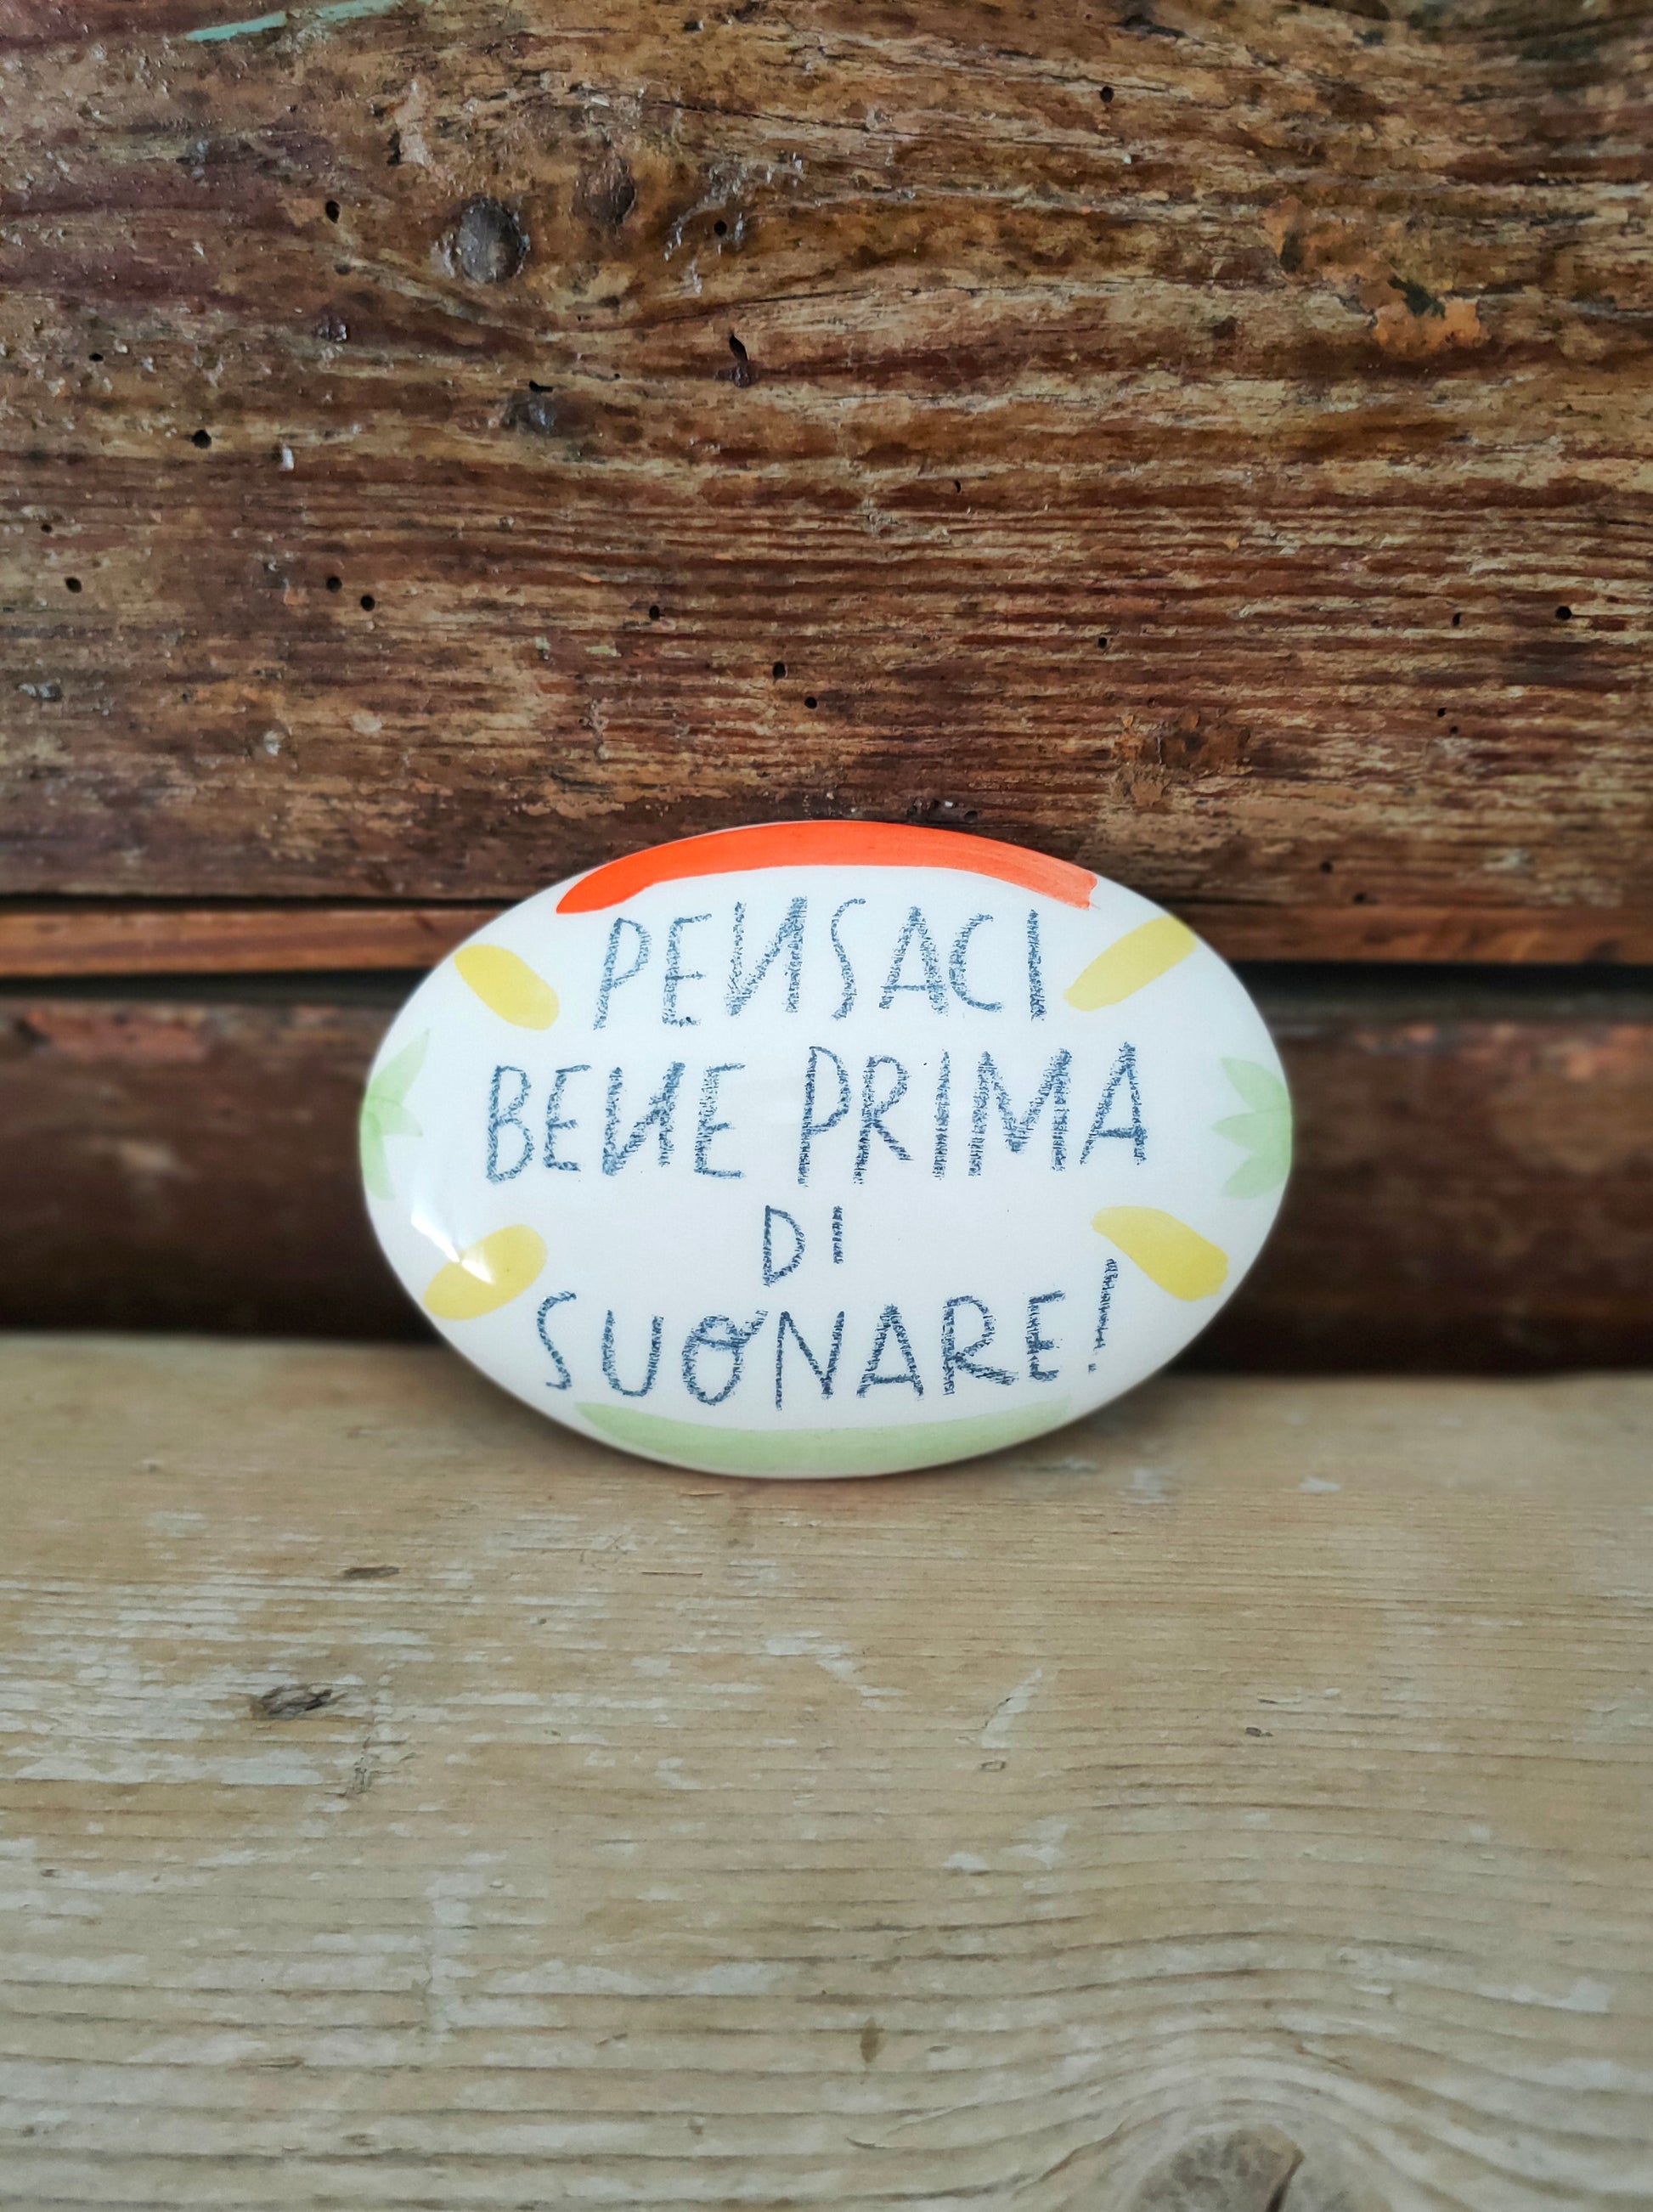 PENSACI
BENE PRIMA
DI
SUONARE!